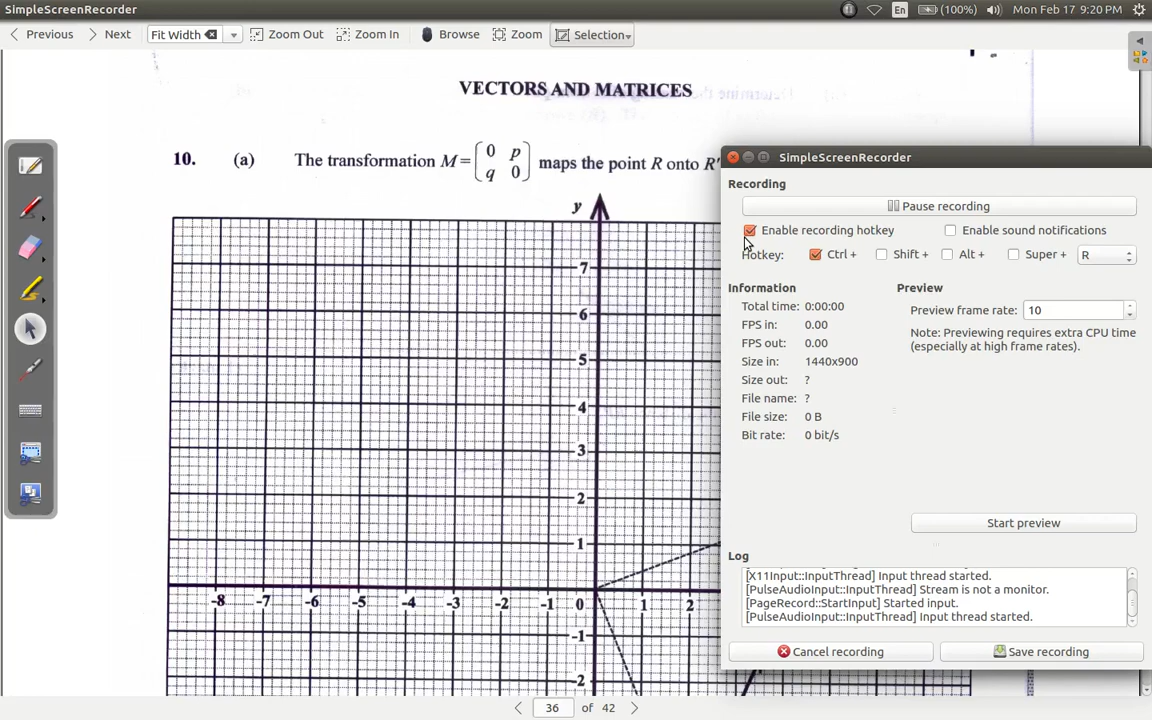 SimpleScreenRecorder
En (100%) Mon Feb 17 9:20 PM
Previous Next Fit Width Zoom Out Zoom In Browse Zoom Selection
VECTORS AND MATRICES
10. (a) The transformation M = (0 p
q 0) maps the point R onto R'
y
7
6
5
4
3
2
1
-8 -7 -6 -5 -4 -3 -2 -1 0 1 2
-1
-2
SimpleScreenRecorder
Recording
Pause recording
Enable recording hotkey Enable sound notifications
Hotkey: Ctrl + Shift + Alt + Super + R
Information
Total time: 0:00:00
FPS in: 0.00
FPS out: 0.00
Size in: 1440x900
Size out: ?
File name: ?
File size: 0 B
Bit rate: 0 bit/s
Preview
Preview frame rate: 10
Note: Previewing requires extra CPU time
(especially at high frame rates).
Start preview
Log
[X11Input::InputThread] Input thread started.
[PulseAudioInput::InputThread] Stream is not a monitor.
[PageRecord::StartInput] Started input.
[PulseAudioInput::InputThread] Input thread started.
Cancel recording Save recording
36 of 42